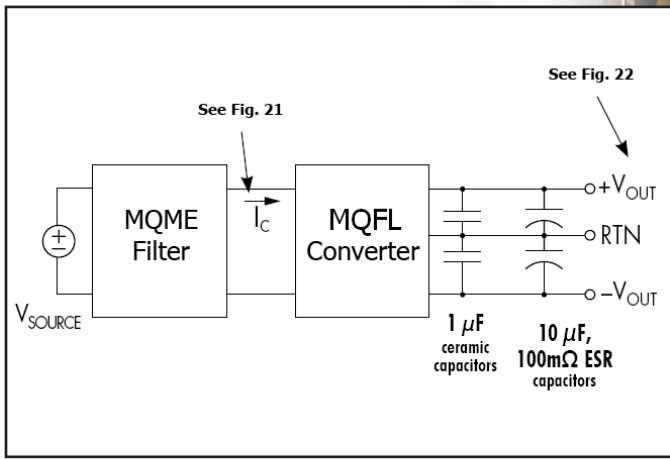 See Fig. 22
See Fig. 21
MQME
Filter
I_C
MQFL
Converter
+V_OUT
RTN
−V_OUT
V_SOURCE
1 μF
ceramic
capacitors
10 μF,
100mΩ ESR
capacitors